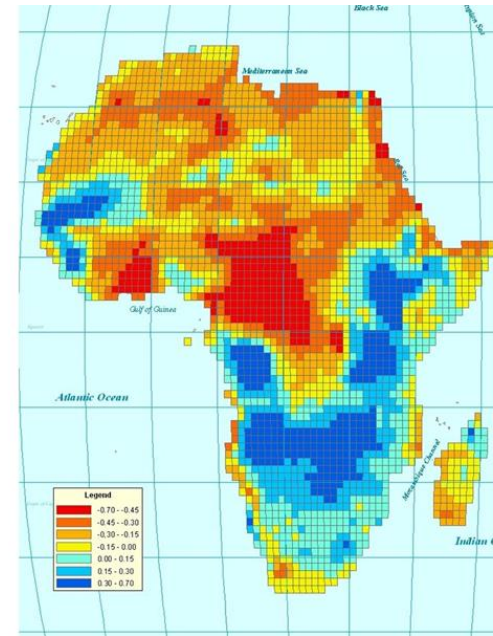 Black Sea
Mediterranean Sea
Red Sea
Gulf of Guinea
Atlantic Ocean
Mozambique Channel
Indian O
Legend
-0.70 - -0.45
-0.45 - -0.30
-0.30 - -0.15
-0.15 - 0.00
0.00 - 0.15
0.15 - 0.30
0.30 - 0.70